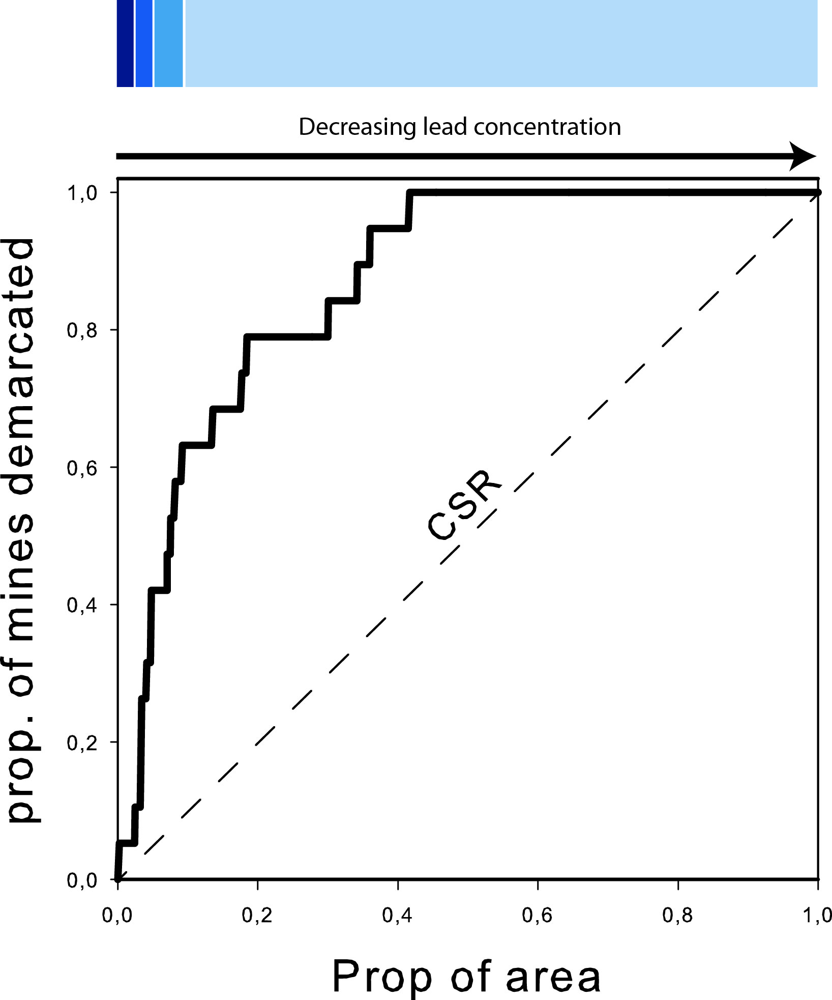 Decreasing lead concentration
1,0
0,8
0,6
0,4
0,2
0,0
prop. of mines demarcated
CSR
0,0 0,2 0,4 0,6 0,8 1,0
Prop of area